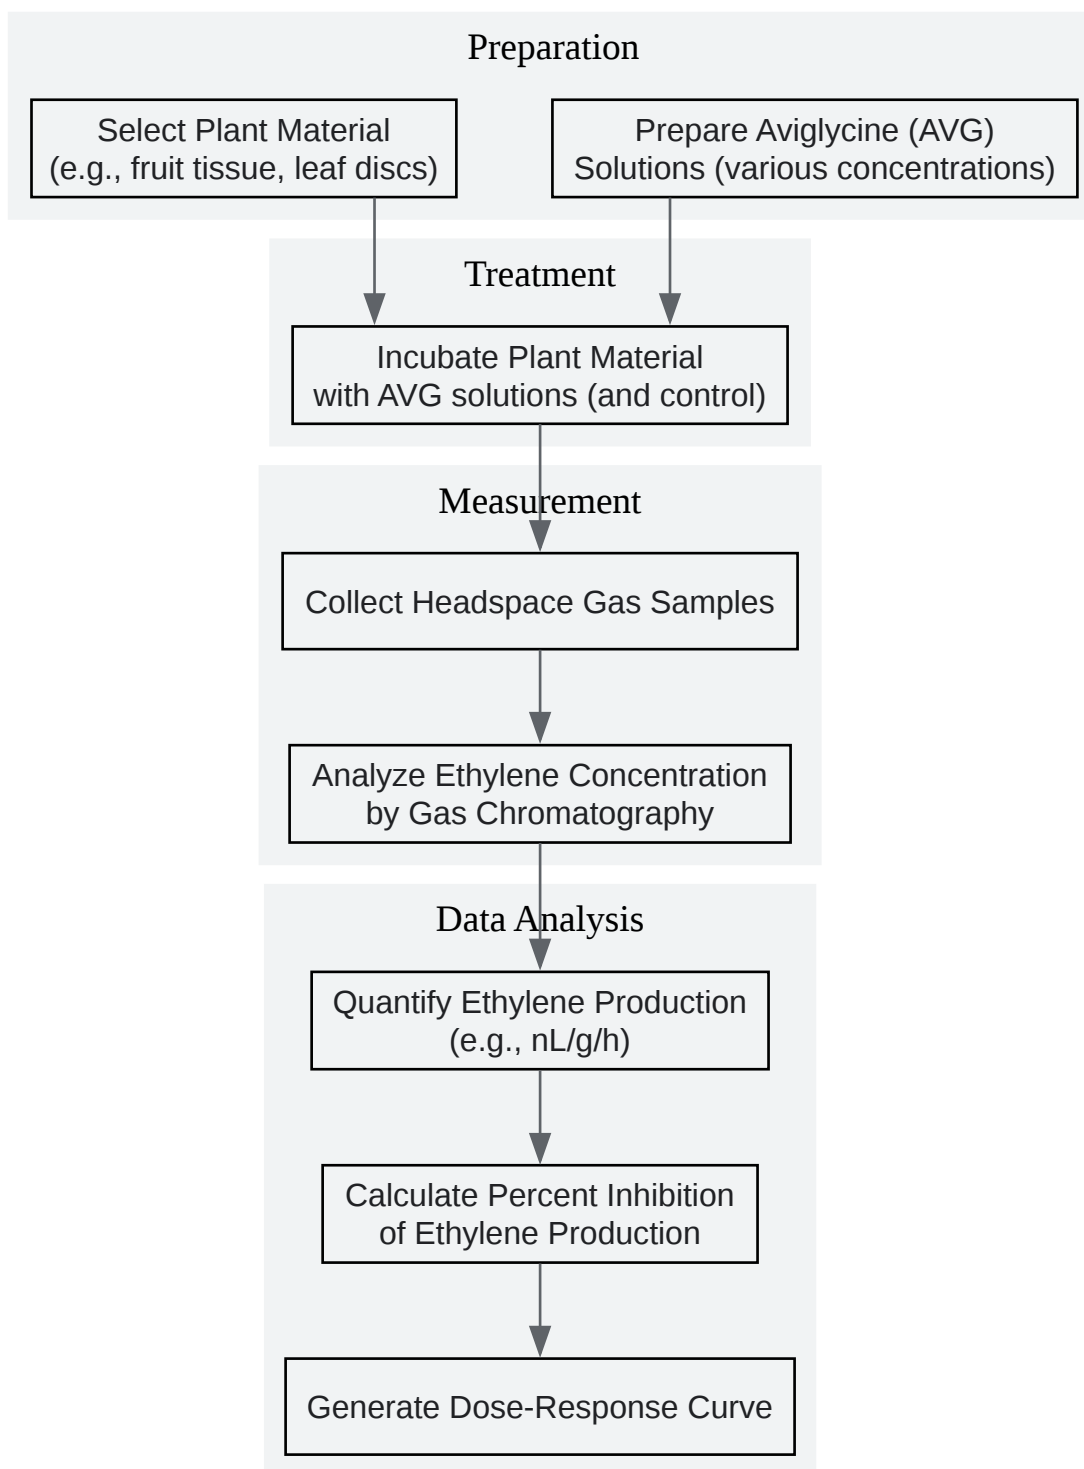 Preparation
Select Plant Material
(e.g., fruit tissue, leaf discs)
Prepare Aviglycine (AVG)
Solutions (various concentrations)
Treatment
Incubate Plant Material
with AVG solutions (and control)
Measurement
Collect Headspace Gas Samples
Analyze Ethylene Concentration
by Gas Chromatography
Data Analysis
Quantify Ethylene Production
(e.g., nL/g/h)
Calculate Percent Inhibition
of Ethylene Production
Generate Dose-Response Curve